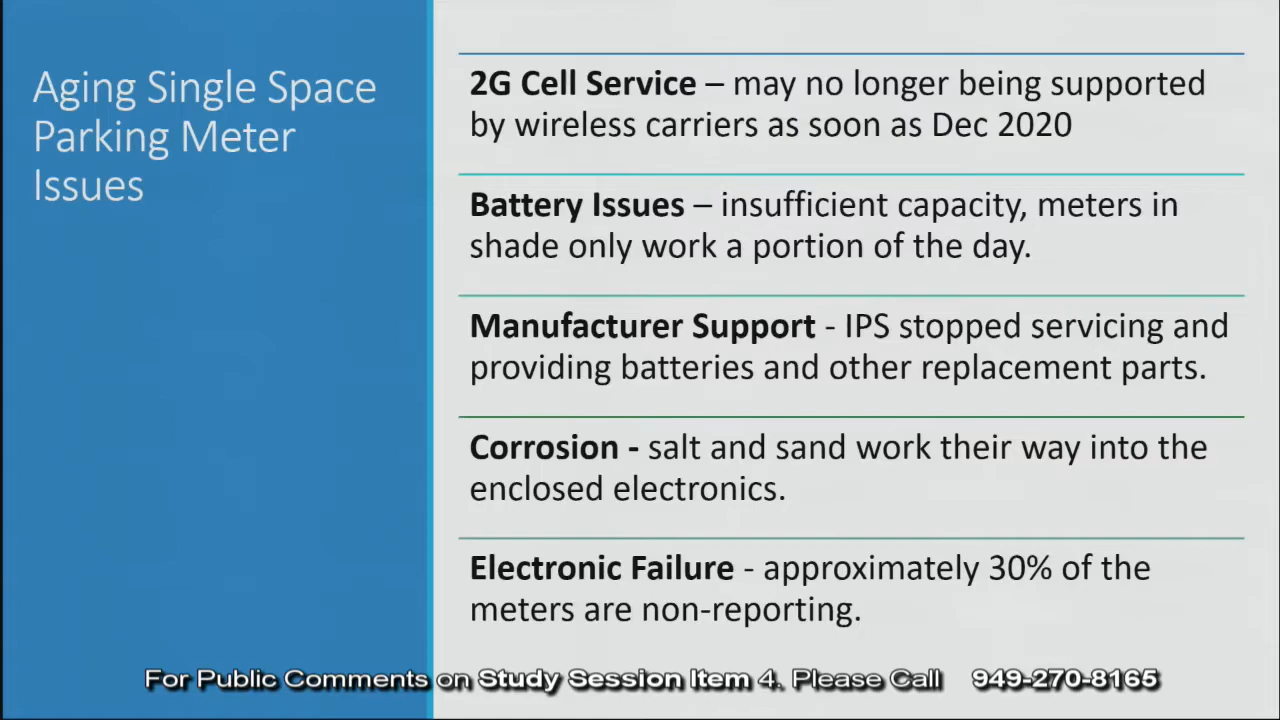 Aging Single Space
Parking Meter
Issues
2G Cell Service – may no longer being supported
by wireless carriers as soon as Dec 2020
Battery Issues – insufficient capacity, meters in
shade only work a portion of the day.
Manufacturer Support - IPS stopped servicing and
providing batteries and other replacement parts.
Corrosion - salt and sand work their way into the
enclosed electronics.
Electronic Failure - approximately 30% of the
meters are non-reporting.
For Public Comments on Study Session Item 4. Please Call 949-270-8165